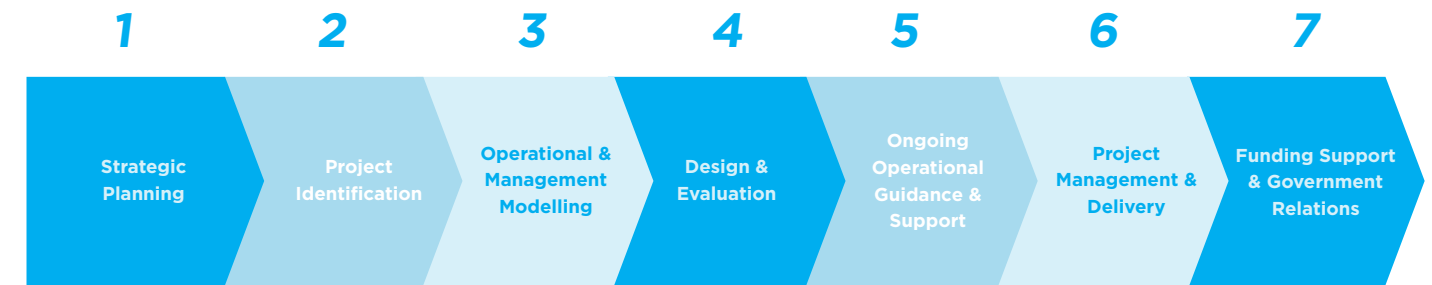 1 2 3 4 5 6 7
Strategic
Planning
Project
Identification
Operational &
Management
Modelling
Design &
Evaluation
Ongoing
Operational
Guidance &
Support
Project
Management &
Delivery
Funding Support
& Government
Relations